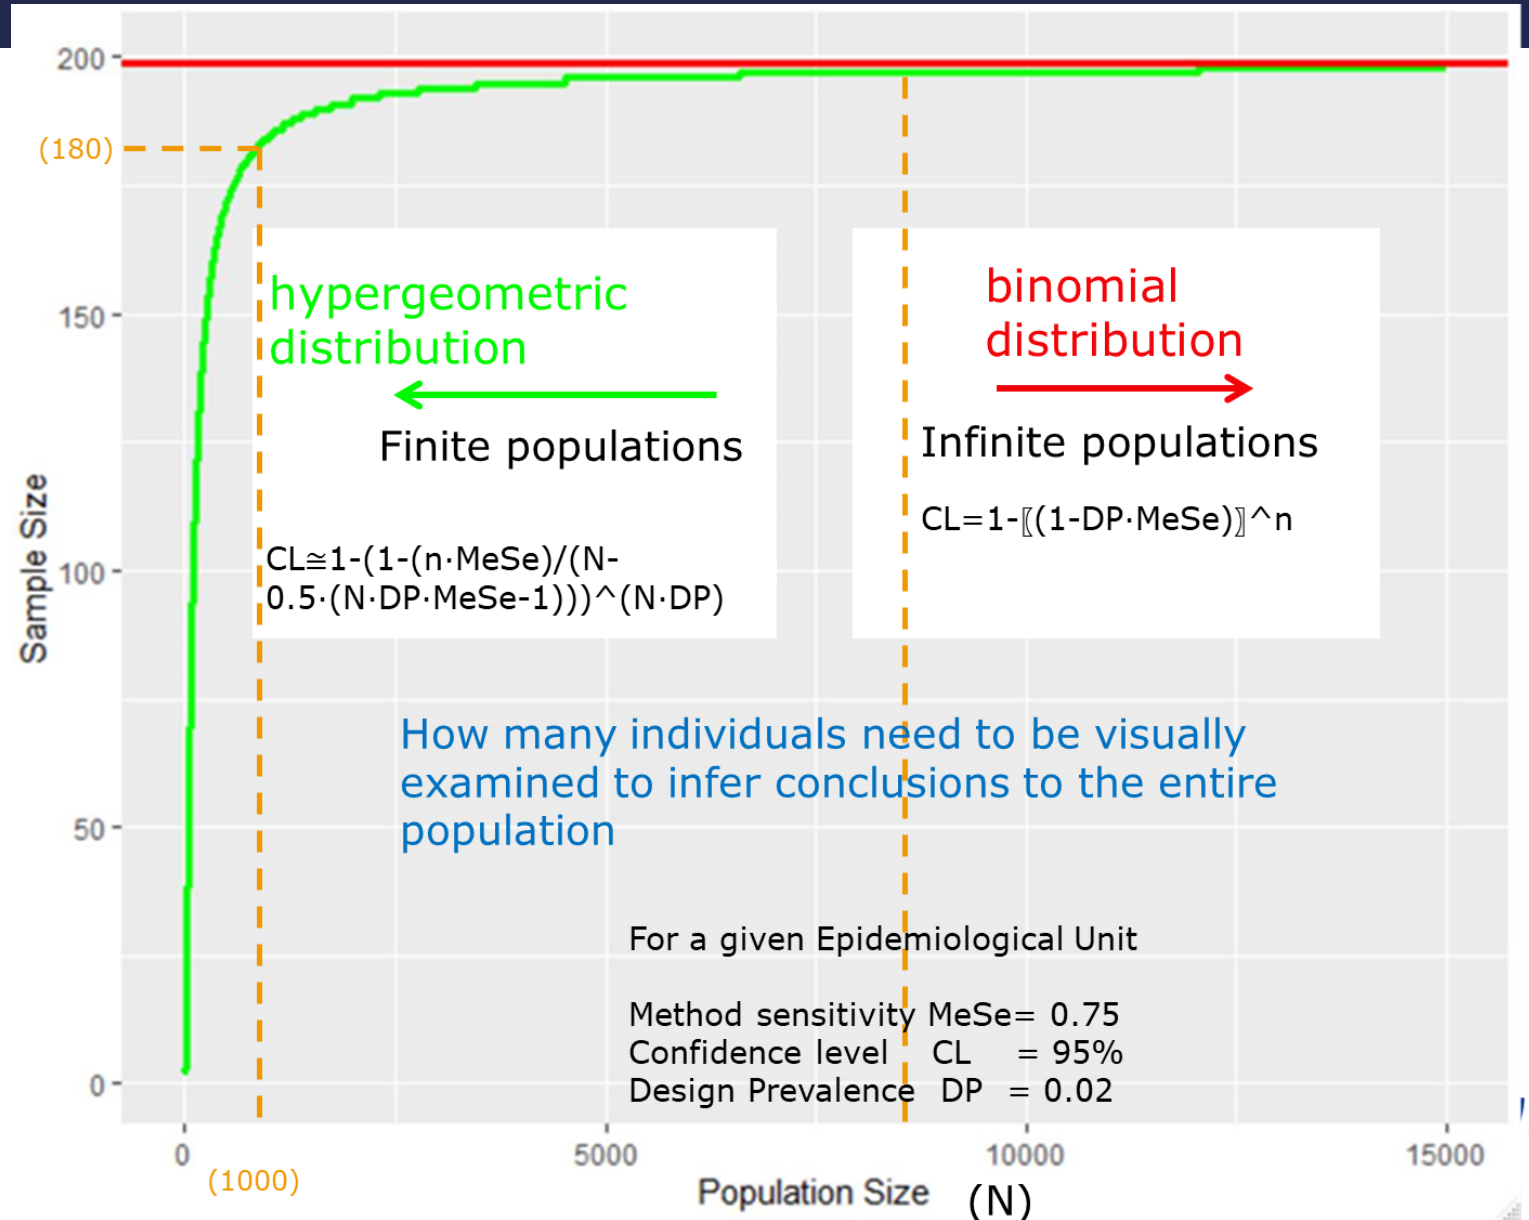 200
(180)
hypergeometric
distribution
Finite populations
CL≅1-(1-(n·MeSe)/(N-
0.5·(N·DP·MeSe-1)))^(N·DP)
binomial
distribution
Infinite populations
CL=1-〖(1-DP·MeSe)〗^n
150
Sample Size
100
How many individuals need to be visually
examined to infer conclusions to the entire
population
50
For a given Epidemiological Unit
Method sensitivity MeSe= 0.75
Confidence level CL = 95%
Design Prevalence DP = 0.02
0
0
5000
10000
15000
(1000)
Population Size (N)